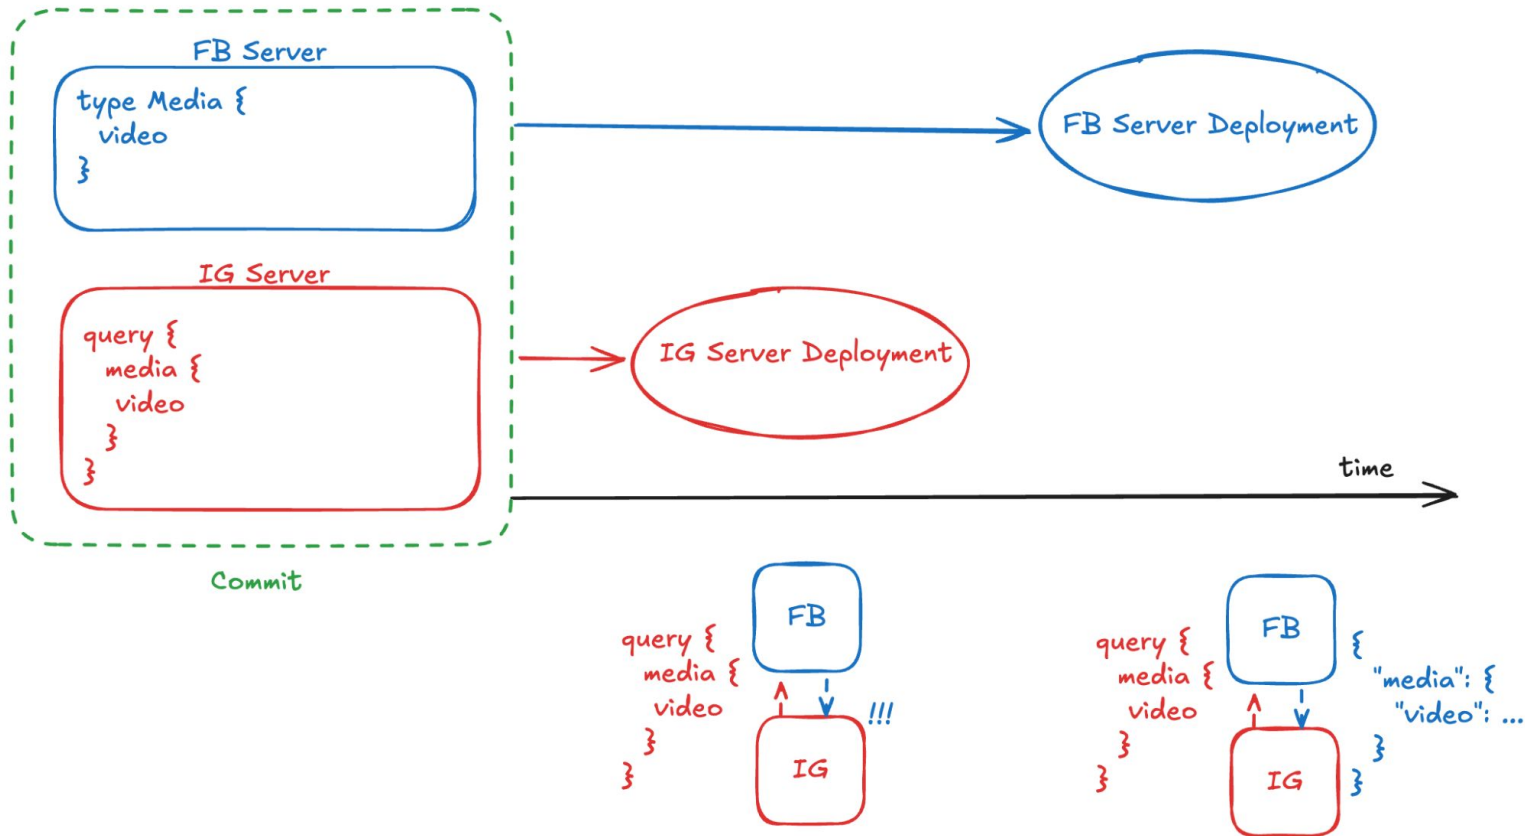 FB Server
type Media {
video
}
FB Server Deployment
IG Server
query {
media {
video
}
}
IG Server Deployment
time
Commit
query {
media {
video
}
}
FB
!!!
IG
query {
media {
video
}
}
FB
IG
{
"media": {
"video": ...
}
}